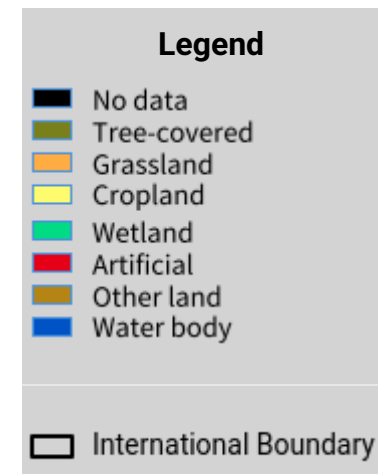 Legend
No data
Tree-covered
Grassland
Cropland
Wetland
Artificial
Other land
Water body
International Boundary